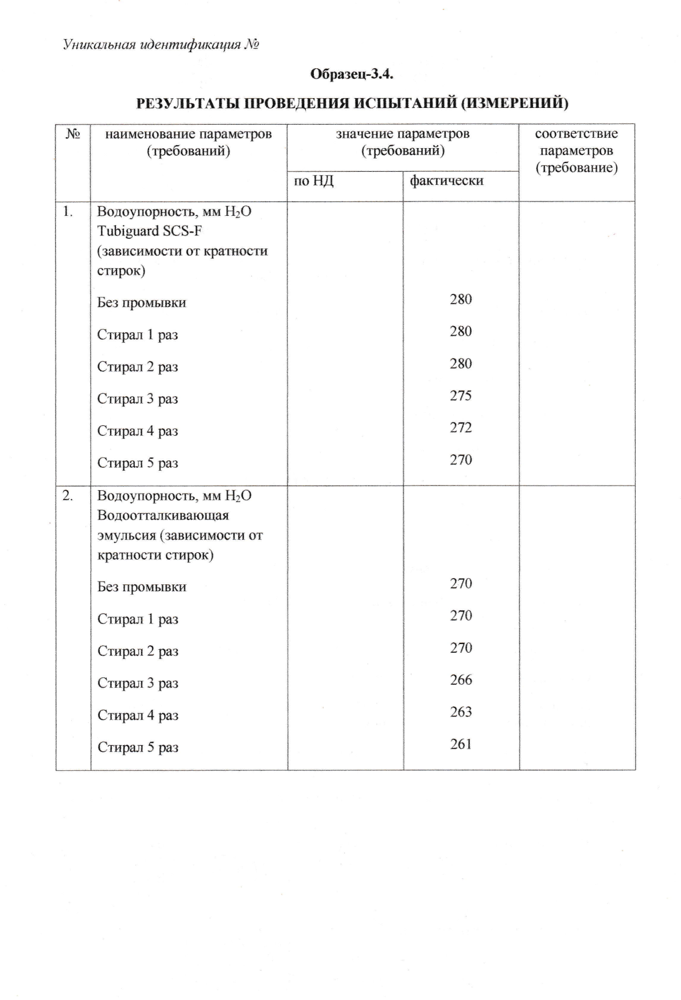 Уникальная идентификация №
Образец-3.4.
РЕЗУЛЬТАТЫ ПРОВЕДЕНИЯ ИСПЫТАНИЙ (ИЗМЕРЕНИЙ)
№
наименование параметров
(требований)
значение параметров
(требований)
соответствие
параметров
(требование)
по НД
фактически
1.
Водоупорность, мм H₂O
Tubiguard SCS-F
(зависимости от кратности
стирок)
Без промывки 280
Стирал 1 раз 280
Стирал 2 раз 280
Стирал 3 раз 275
Стирал 4 раз 272
Стирал 5 раз 270
2.
Водоупорность, мм H₂O
Водоотталкивающая
эмульсия (зависимости от
кратности стирок)
Без промывки 270
Стирал 1 раз 270
Стирал 2 раз 270
Стирал 3 раз 266
Стирал 4 раз 263
Стирал 5 раз 261